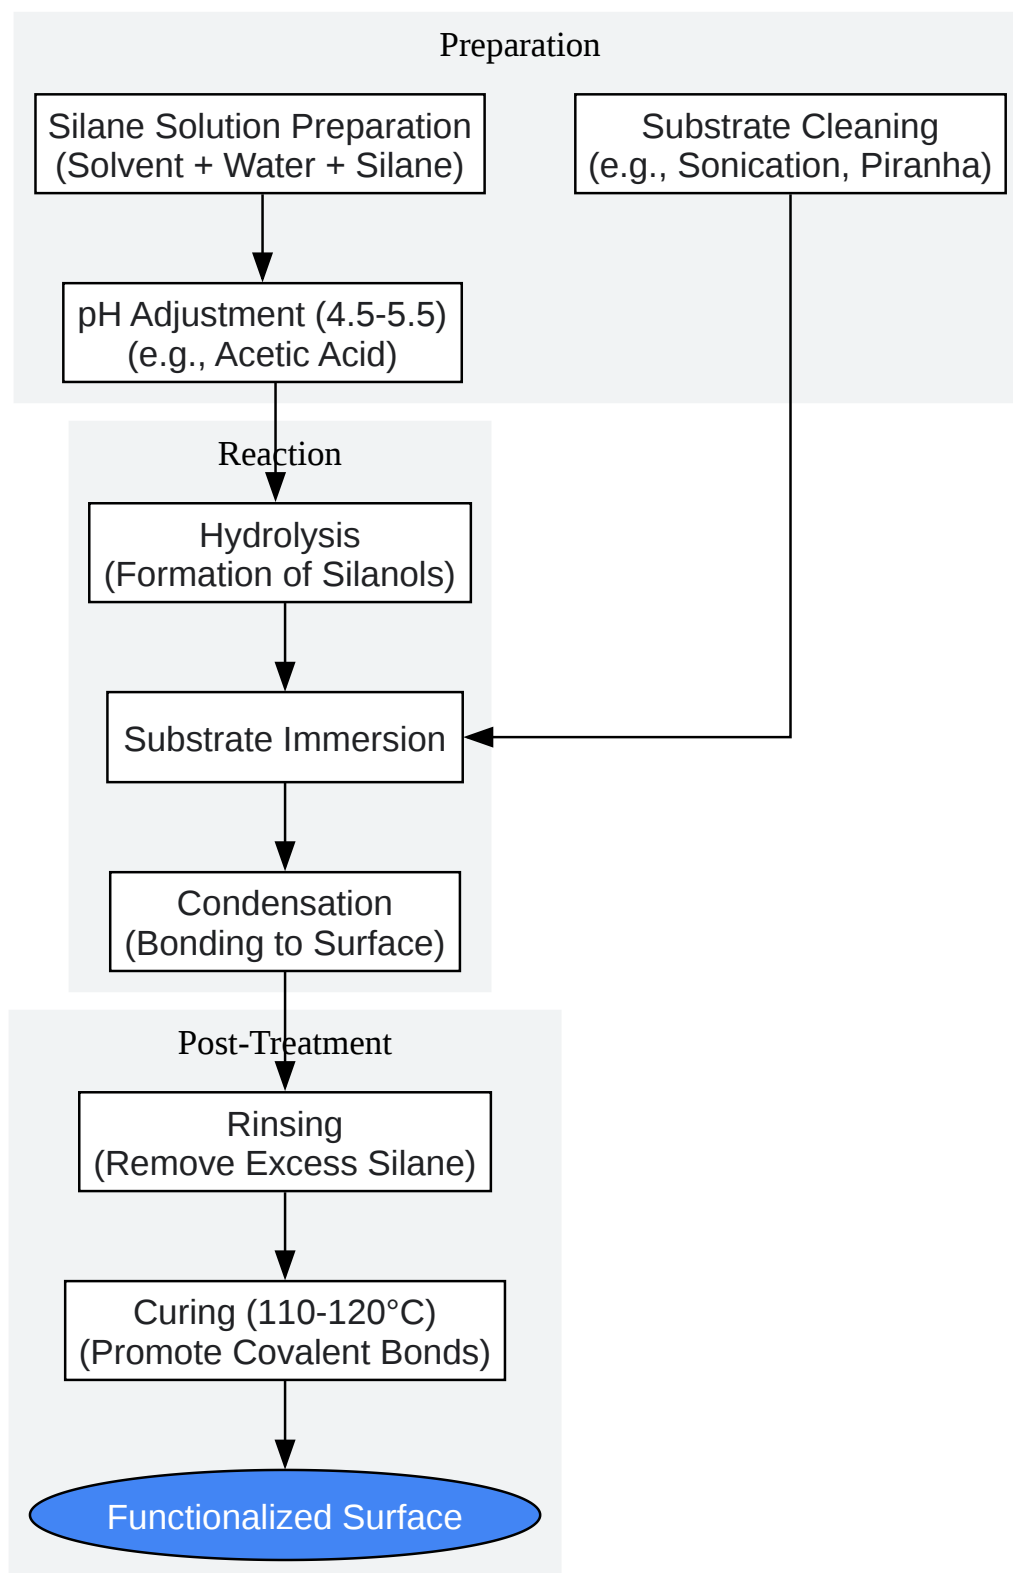 Preparation
Silane Solution Preparation
(Solvent + Water + Silane)
Substrate Cleaning
(e.g., Sonication, Piranha)
pH Adjustment (4.5-5.5)
(e.g., Acetic Acid)
Reaction
Hydrolysis
(Formation of Silanols)
Substrate Immersion
Condensation
(Bonding to Surface)
Post-Treatment
Rinsing
(Remove Excess Silane)
Curing (110-120°C)
(Promote Covalent Bonds)
Functionalized Surface